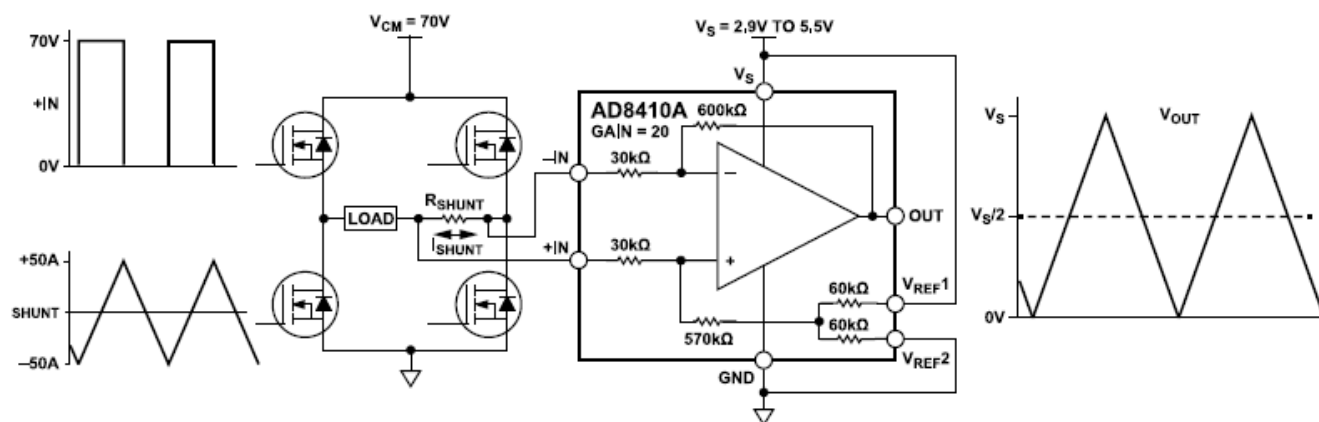 70V
+IN
0V
+50A
SHUNT
–50A
VCM = 70V
LOAD
RSHUNT
ISHUNT
VS = 2,9V TO 5,5V
VS
AD8410A
GAIN = 20
600kΩ
–IN
30kΩ
+IN
30kΩ
570kΩ
60kΩ
60kΩ
GND
OUT
VREF1
VREF2
VS
VOUT
VS/2
0V